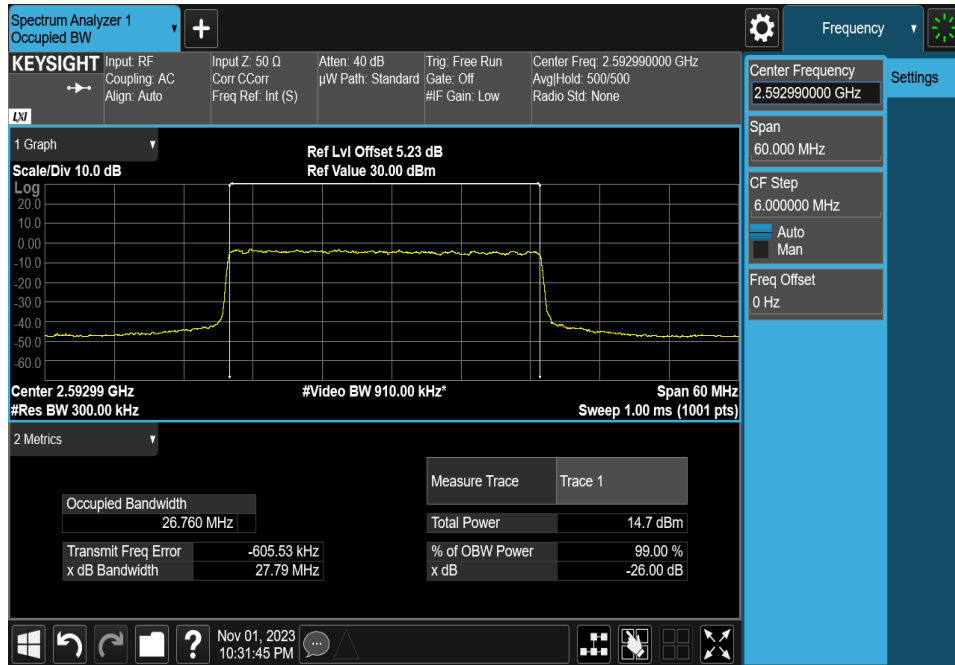 Spectrum Analyzer 1
Occupied BW
+
Frequency
KEYSIGHT
Input: RF
Coupling: AC
Align: Auto
Input Z: 50 Ω
Corr CCorr
Freq Ref: Int (S)
Atten: 40 dB
µW Path: Standard
Trig: Free Run
Gate: Off
#IF Gain: Low
Center Freq: 2.592990000 GHz
Avg|Hold: 500/500
Radio Std: None
LXI
Center Frequency
2.592990000 GHz
Settings
Span
60.000 MHz
CF Step
6.000000 MHz
Auto
Man
Freq Offset
0 Hz
1 Graph
Scale/Div 10.0 dB
Ref Lvl Offset 5.23 dB
Ref Value 30.00 dBm
Log
20.0
10.0
0.00
-10.0
-20.0
-30.0
-40.0
-50.0
-60.0
Center 2.59299 GHz
#Video BW 910.00 kHz*
Span 60 MHz
#Res BW 300.00 kHz
Sweep 1.00 ms (1001 pts)
2 Metrics
Measure Trace Trace 1
Occupied Bandwidth
26.760 MHz
Total Power 14.7 dBm
Transmit Freq Error -605.53 kHz
% of OBW Power 99.00 %
x dB Bandwidth 27.79 MHz
x dB -26.00 dB
?
Nov 01, 2023
10:31:45 PM